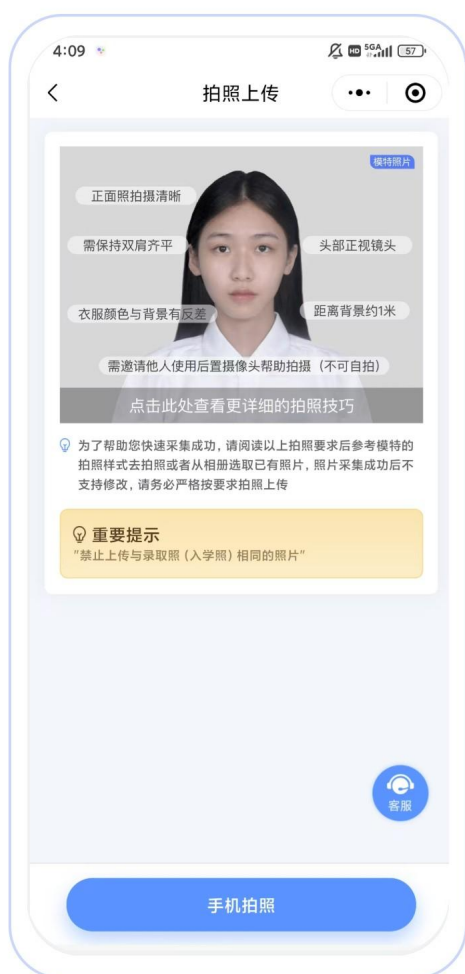 4:09
HD 5GA 57
拍照上传
模特照片
正面照拍摄清晰
需保持双肩齐平
头部正视镜头
衣服颜色与背景有反差
距离背景约1米
需邀请他人使用后置摄像头帮助拍摄（不可自拍）
点击此处查看更详细的拍照技巧
为了帮助您快速采集成功，请阅读以上拍照要求后参考模特的
拍照样式去拍照或者从相册选取已有照片，照片采集成功后不
支持修改，请务必严格按要求拍照上传
重要提示
“禁止上传与录取照（入学照）相同的照片”
客服
手机拍照